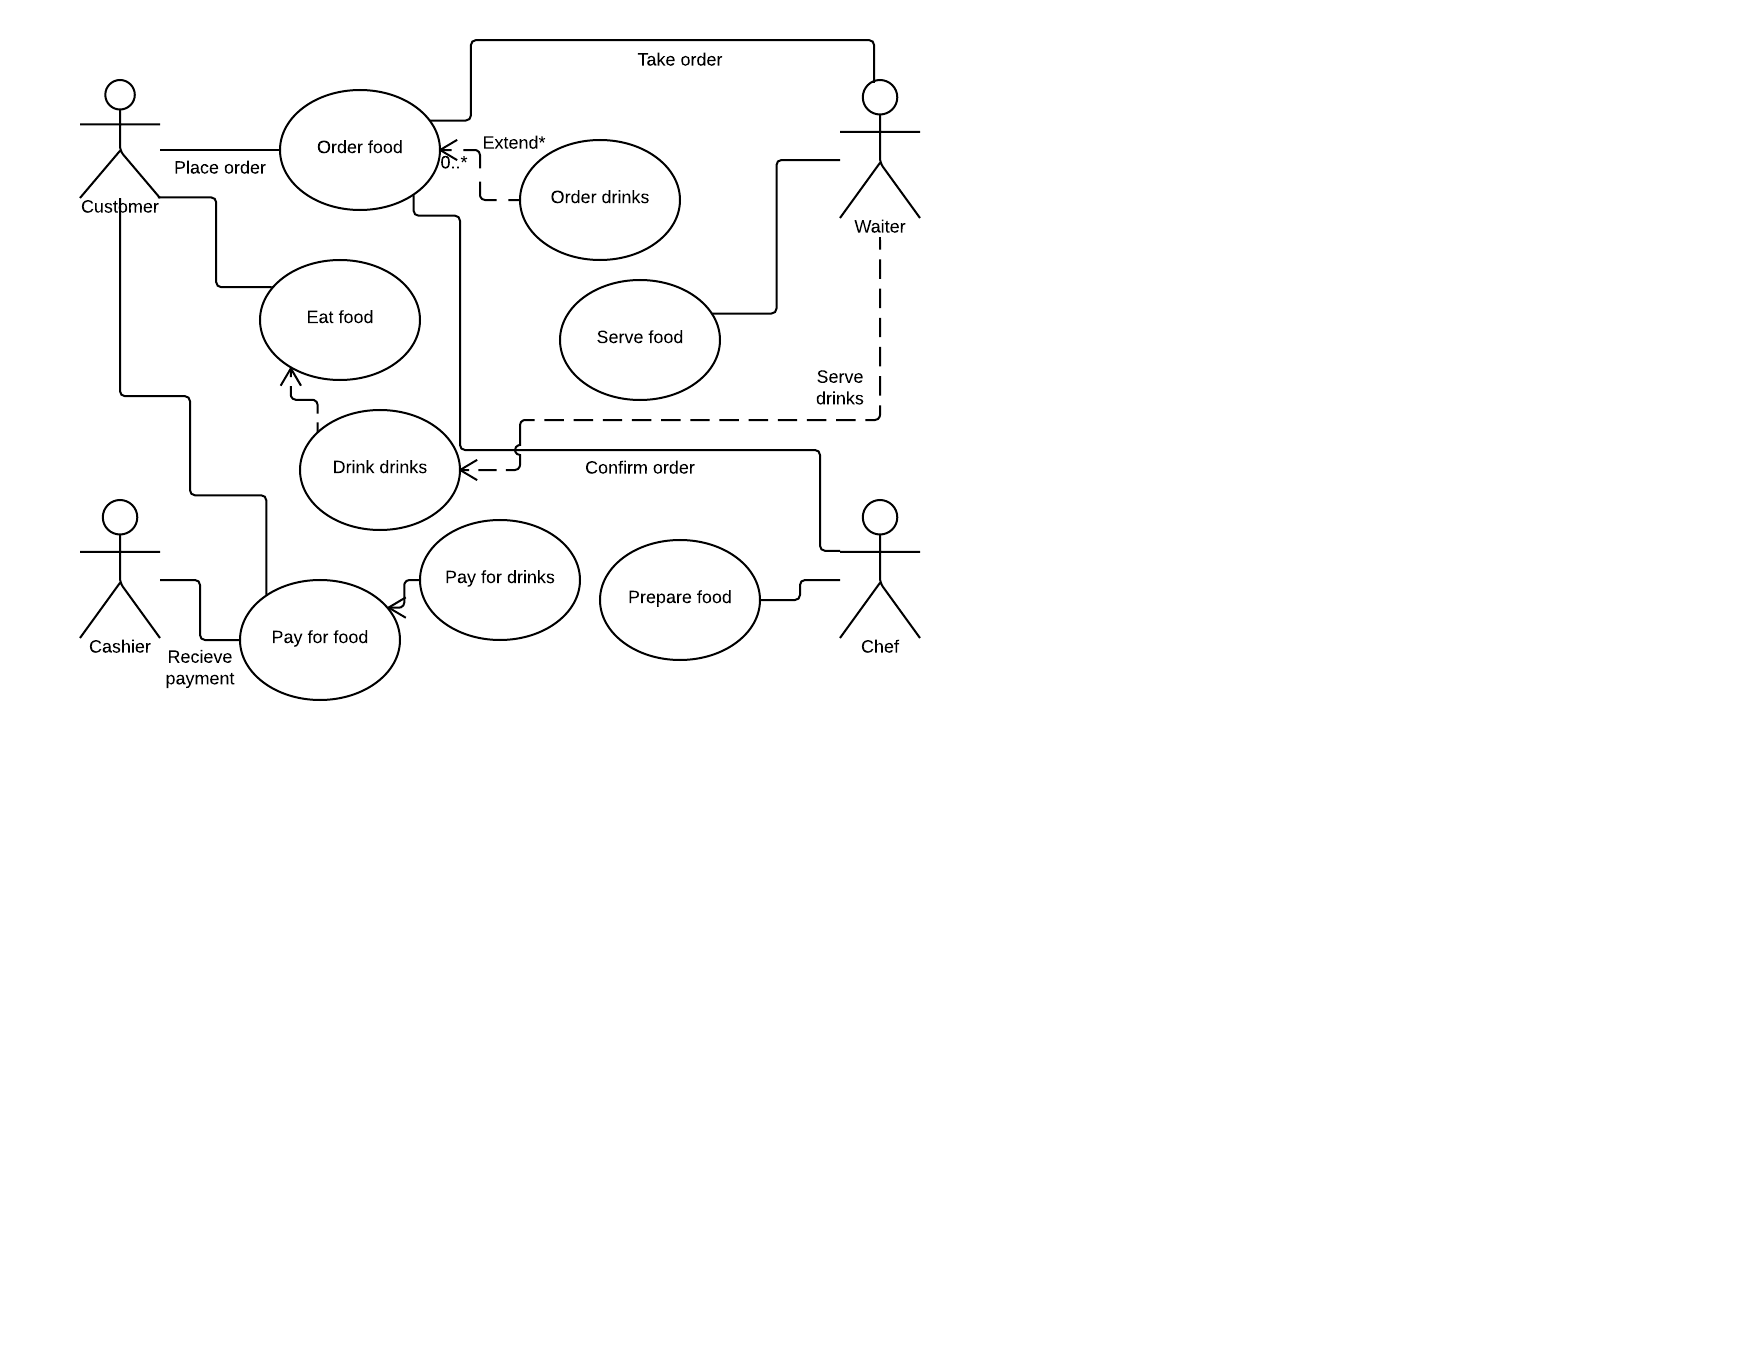 Take order
Order food
Extend*
0..*
Place order
Order drinks
Customer
Waiter
Eat food
Serve food
Serve
drinks
Drink drinks
Confirm order
Pay for drinks
Prepare food
Pay for food
Cashier
Chef
Recieve
payment